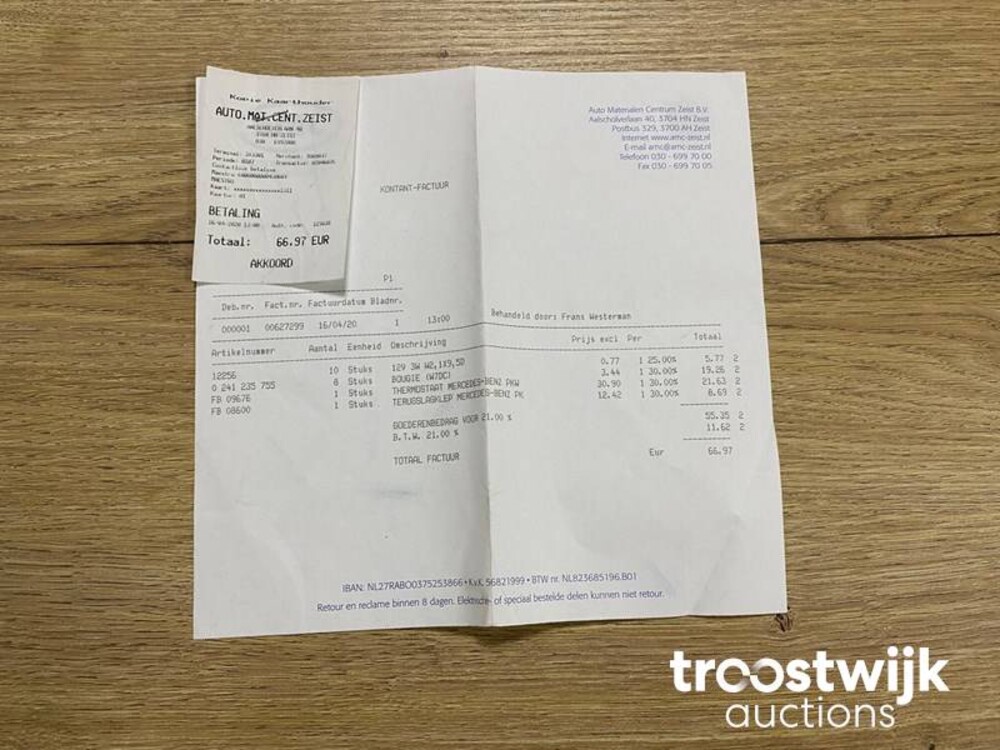 Kopie Kaarthouder
AUTO.MAT.CENT.ZEIST
Contactloze betaling
BETALING
Totaal: 66.97 EUR
AKKOORD
Auto Materialen Centrum Zeist B.V.
Aalscholverlaan 40, 3704 HN Zeist
Postbus 329, 3700 AH Zeist
Internet www.amc-zeist.nl
E-mail amc@amc-zeist.nl
Telefoon 030 - 699 70 00
Fax 030 - 699 70 05
KONTANT-FACTUUR
P1
Deb.nr. Fact.nr. Factuurdatum Bladnr.
000001 00627299 16/04/20 1 13:00 Behandeld door: Frans Westerman
Artikelnummer Aantal Eenheid Omschrijving Prijs excl Per Totaal
12256 10 Stuks 12V 3W W2,1X9,5D 0.77 1 25.00% 5.77 2
0 241 235 755 8 Stuks BOUGIE (W7DC) 3.44 1 30.00% 19.26 2
FB 09676 1 Stuks THERMOSTAAT MERCEDES-BENZ PKW 30.90 1 30.00% 21.63 2
FB 08600 1 Stuks TERUGSLAGKLEP MERCEDES-BENZ PK 12.42 1 30.00% 8.69 2
GOEDERENBEDRAG VOOR 21.00 % 55.35 2
B.T.W. 21.00 % 11.62 2
TOTAAL FACTUUR Eur 66.97
IBAN: NL27RABO0375253866 • KvK. 56821999 • BTW nr. NL823685196.B01
Retour en reclame binnen 8 dagen. Elektrische- of speciaal bestelde delen kunnen niet retour.
troostwijk
auctions